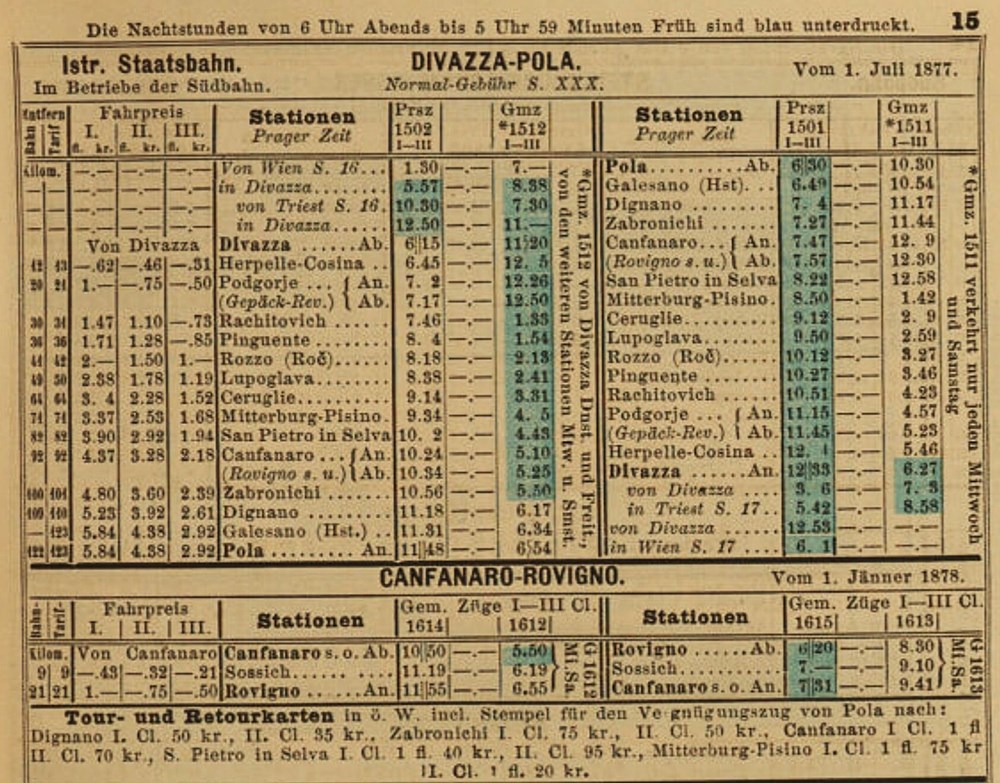 Die Nachtstunden von 6 Uhr Abends bis 5 Uhr 59 Minuten Früh sind blau unterdruckt. 15
Istr. Staatsbahn. DIVAZZA-POLA. Vom 1. Juli 1877.
Im Betriebe der Südbahn. Normal-Gebühr S. XXX.
Entfern Fahrpreis Stationen Prsz Gmz Stationen Prsz Gmz
Bahn Tarif I. II. III. Prager Zeit 1502 *1512 Prager Zeit 1501 *1511
fl. kr. fl. kr. fl. kr. I—III I—III I—III I—III
Kilom. —.— —.— —.— Von Wien S. 16... 1.30 —.— 7.— Pola..........Ab. 6 30 —.— 10.30
— —.— —.— —.— in Divazza........ 5.57 —.— 8.38 Galesano (Hst). .. 6.49 —.— 10.54
— —.— —.— —.— von Triest S. 16. 10.30 —.— 7.30 Dignano ......... 7. 4 —.— 11.17
— —.— —.— —.— in Divazza...... 12.50 —.— 11.— Zabronichi ....... 7.27 —.— 11.44
Von Divazza Divazza ......Ab. 6 15 —.— 11 20 Canfanaro... { An. 7.47 —.— 12. 9
12 13 —.62 —.46 —.31 Herpelle-Cosina .. 6.45 —.— 12. 5 (Rovigno s. u.) { Ab. 7.57 —.— 12.30
20 21 1.— —.75 —.50 Podgorje ... { An. 7. 2 —.— 12.26 San Pietro in Selva 8.22 —.— 12.58
(Gepäck-Rev.) { Ab. 7.17 —.— 12.50 Mitterburg-Pisino. 8.50 —.— 1.42
30 31 1.47 1.10 —.73 Rachitovich ...... 7.46 —.— 1.33 Ceruglie.......... 9.12 —.— 2. 9
36 36 1.71 1.28 —.85 Pinguente ........ 8. 4 —.— 1.54 Lupoglava........ 9.50 —.— 2.59
41 42 2.— 1.50 1.— Rozzo (Roč)...... 8.18 —.— 2.13 Rozzo (Roč)...... 10.12 —.— 3.27
49 50 2.38 1.78 1.19 Lupoglava........ 8.38 —.— 2.41 Pinguente ........ 10.27 —.— 3.46
64 64 3. 4 2.28 1.52 Ceruglie.......... 9.14 —.— 3.31 Rachitovich ...... 10.51 —.— 4.23
71 71 3.37 2.53 1.68 Mitterburg-Pisino. 9.34 —.— 4. 5 Podgorje ... { An. 11.15 —.— 4.57
82 82 3.90 2.92 1.94 San Pietro in Selva 10. 2 —.— 4.43 (Gepäck-Rev.) { Ab. 11.45 —.— 5.23
92 92 4.37 3.28 2.18 Canfanaro ... { An. 10.24 —.— 5.10 Herpelle-Cosina .. —.— 5.46
(Rovigno s. u.) { Ab. 10.34 —.— 5.25 Divazza ......An. 12 33 —.— 6.27
100 101 4.80 3.60 2.39 Zabronichi ....... 10.56 —.— 5.50 von Divazza .... 3. 6 —.— 7. 3
109 110 5.23 3.92 2.61 Dignano ......... 11.18 —.— 6.17 in Triest S. 17.. 5.42 —.— 8.58
— 123 5.84 4.38 2.92 Galesano (Hst.) .. 11.31 —.— 6.34 von Divazza ..... 12.53 —.— —.—
122 123 5.84 4.38 2.92 Pola .........An. 11 48 —.— 6 54 in Wien S. 17 .... 6. 1 —.— —.—
*Gmz. 1512 von Divazza Dnst. und Freit.,
von den weiteren Stationen Mtw. u. Smst.
*Gmz. 1511 verkehrt nur jeden Mittwoch
und Samstag
CANFANARO-ROVIGNO. Vom 1. Jänner 1878.
Bahn- Tarif- Fahrpreis Stationen Gem. Züge I—III Cl. Stationen Gem. Züge I—III Cl.
I. II. III. 1614 1612 1615 1613
Kilom. Von Canfanaro Canfanaro s. o. Ab. 10 50 —.— 5.50 Rovigno ......Ab. 6 20 —.— 8.30
9 9 —.43 —.32 —.21 Sossich........... 11.19 —.— 6.19 Sossich........... 7.— —.— 9.10
21 21 1.— —.75 —.50 Rovigno ......An. 11 55 —.— 6.55 Canfanaro s. o. An. 7 31 —.— 9.41
G 1612
Mi. Sa.
G 1613
Mi. Sa.
Tour- und Retourkarten in ö. W. incl. Stempel für den Vergnügungszug von Pola nach:
Dignano I. Cl. 50 kr., II. Cl. 35 kr., Zabronichi I. Cl. 75 kr., II. Cl. 50 kr., Canfanaro I Cl. 1 fl
II. Cl. 70 kr., S. Pietro in Selva I. Cl. 1 fl. 40 kr., II. Cl. 95 kr., Mitterburg-Pisino I. Cl. 1 fl. 75 kr
II. Cl. 1 fl. 20 kr.